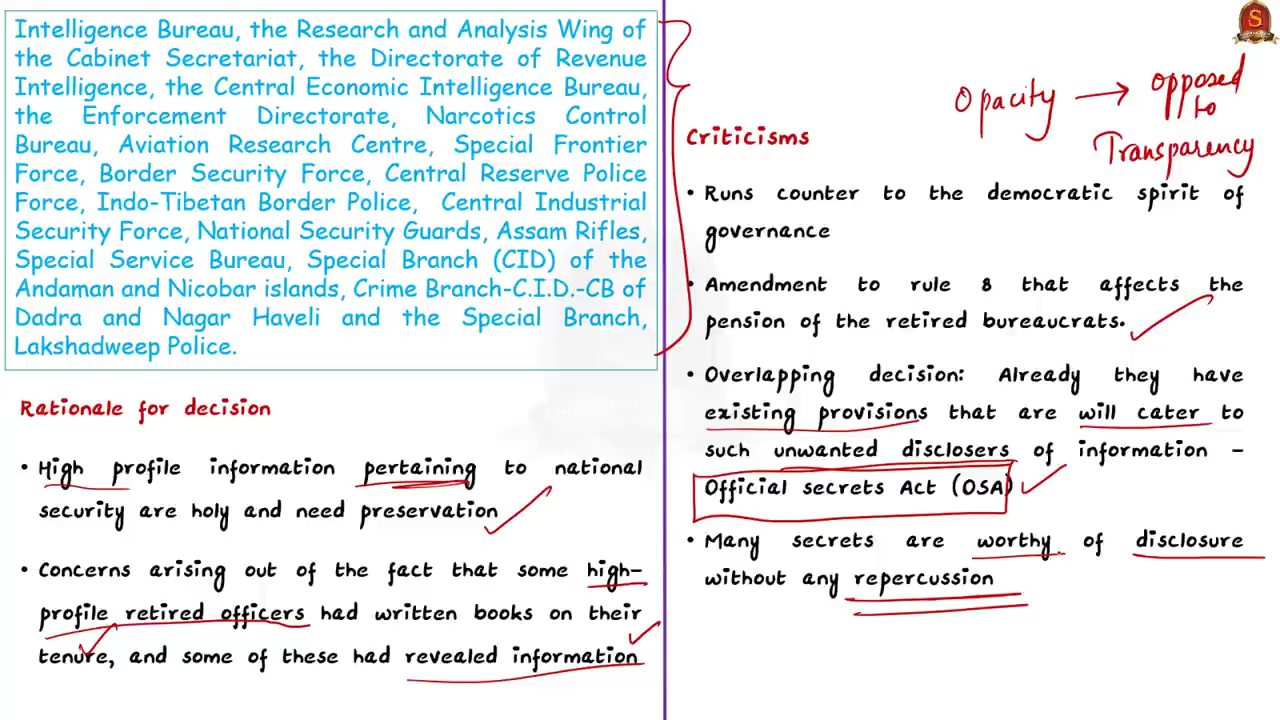 Intelligence Bureau, the Research and Analysis Wing of
the Cabinet Secretariat, the Directorate of Revenue
Intelligence, the Central Economic Intelligence Bureau,
the Enforcement Directorate, Narcotics Control
Bureau, Aviation Research Centre, Special Frontier
Force, Border Security Force, Central Reserve Police
Force, Indo-Tibetan Border Police, Central Industrial
Security Force, National Security Guards, Assam Rifles,
Special Service Bureau, Special Branch (CID) of the
Andaman and Nicobar islands, Crime Branch-C.I.D.-CB of
Dadra and Nagar Haveli and the Special Branch,
Lakshadweep Police.
Rationale for decision
• High profile information pertaining to national
security are holy and need preservation
• Concerns arising out of the fact that some high-
profile retired officers had written books on their
tenure, and some of these had revealed information
S
Opacity → opposed
to
Transparency
Criticisms
• Runs counter to the democratic spirit of
governance
• Amendment to rule 8 that affects the
pension of the retired bureaucrats.
• Overlapping decision: Already they have
existing provisions that are will cater to
such unwanted disclosers of information –
Official secrets Act (OSA)
• Many secrets are worthy of disclosure
without any repercussion